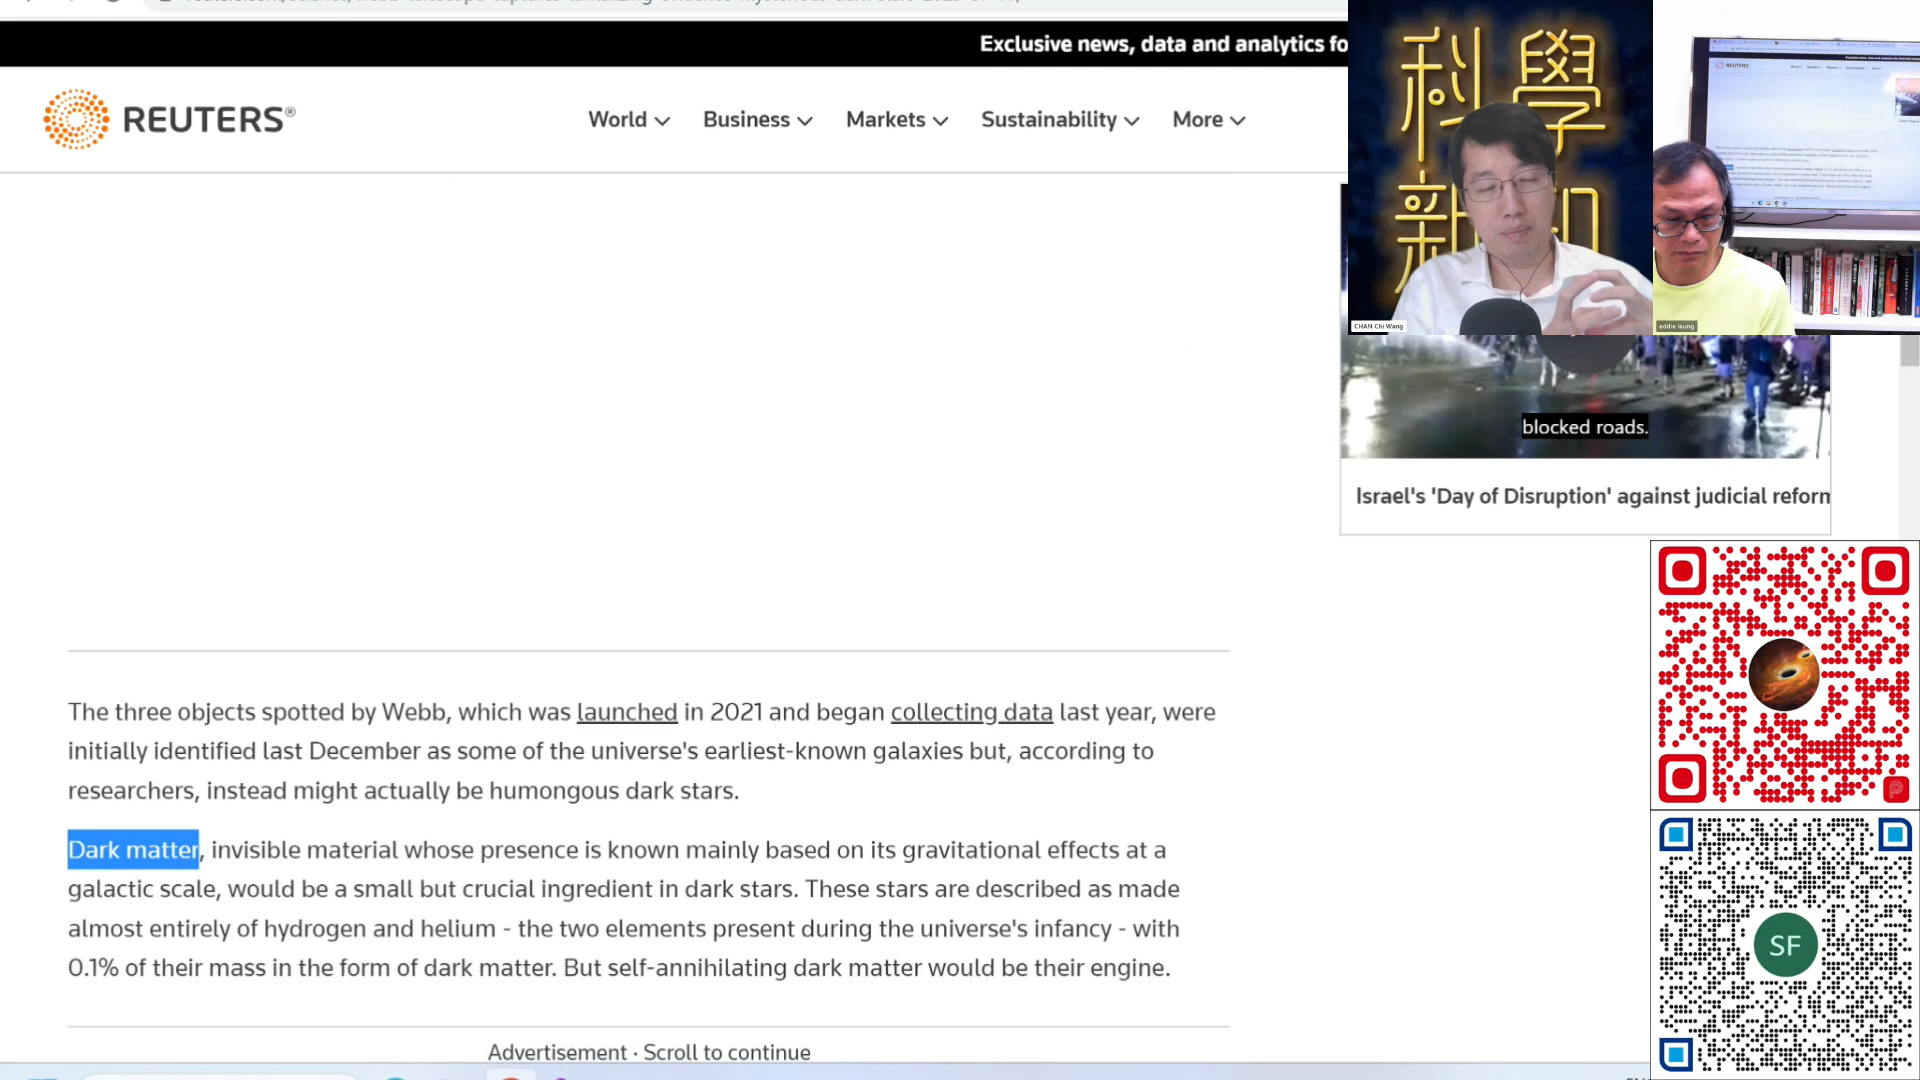 Exclusive news, data and analytics fo
REUTERS®
World
Business
Markets
Sustainability
More
科學
新知
CHAN Chi Wang
eddie leung
REUTERS
blocked roads.
Israel's 'Day of Disruption' against judicial reform
The three objects spotted by Webb, which was launched in 2021 and began collecting data last year, were
initially identified last December as some of the universe's earliest-known galaxies but, according to
researchers, instead might actually be humongous dark stars.
Dark matter, invisible material whose presence is known mainly based on its gravitational effects at a
galactic scale, would be a small but crucial ingredient in dark stars. These stars are described as made
almost entirely of hydrogen and helium - the two elements present during the universe's infancy - with
0.1% of their mass in the form of dark matter. But self-annihilating dark matter would be their engine.
SF
Advertisement · Scroll to continue